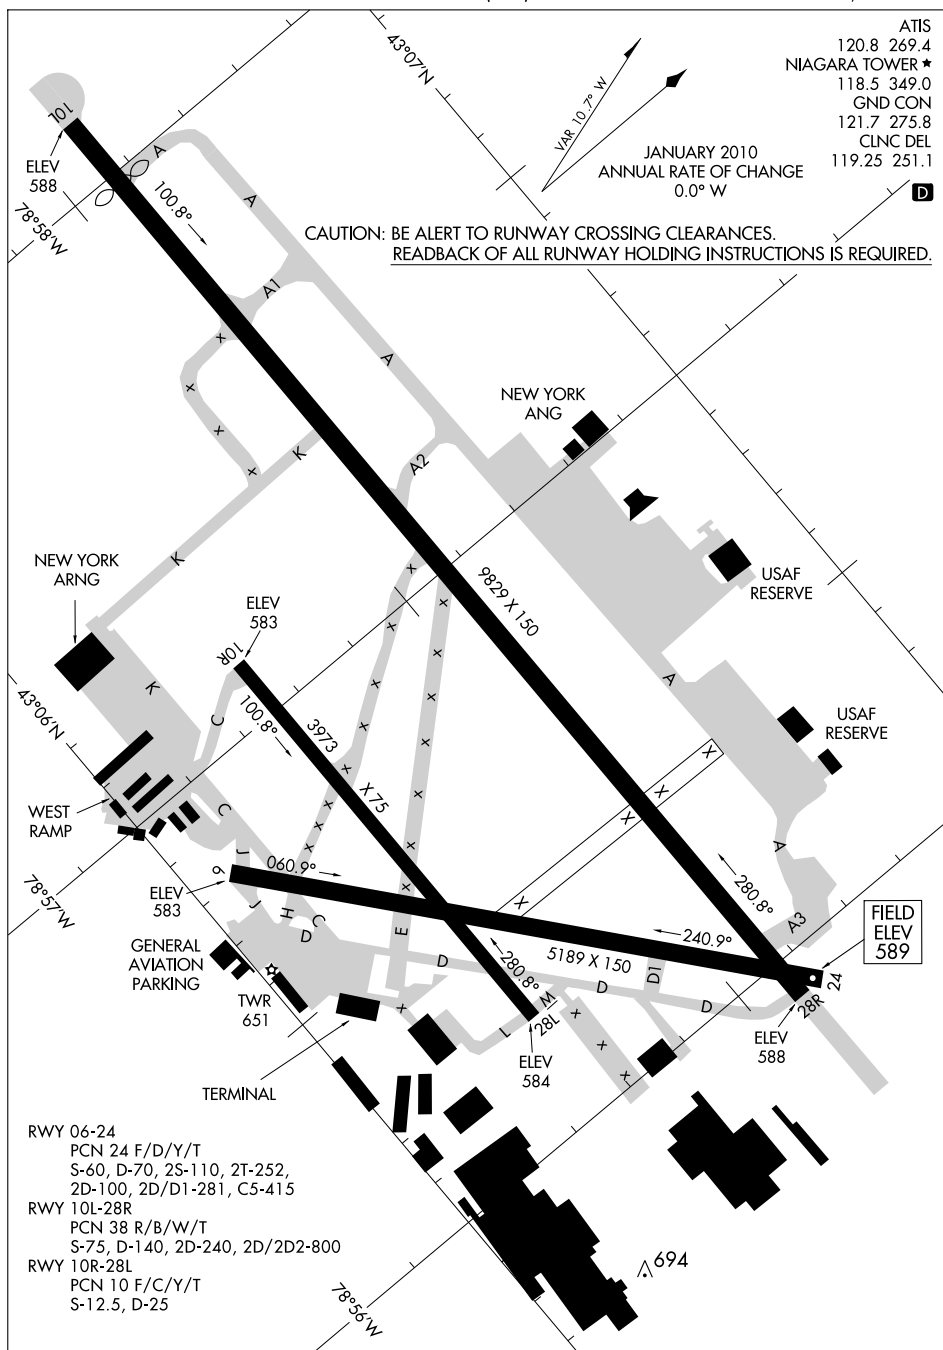 ATIS
120.8 269.4
NIAGARA TOWER ★
118.5 349.0
GND CON
121.7 275.8
CLNC DEL
119.25 251.1
D
43°07'N
VAR 10.7° W
JANUARY 2010
ANNUAL RATE OF CHANGE
0.0° W
CAUTION: BE ALERT TO RUNWAY CROSSING CLEARANCES.
READBACK OF ALL RUNWAY HOLDING INSTRUCTIONS IS REQUIRED.
10L
ELEV
588
A
100.8°
78°58'W
A
A1
A
K
A2
NEW YORK
ANG
K
NEW YORK
ARNG
9829 X 150
USAF
RESERVE
ELEV
583
10R
K
43°06'N
C
100.8°
3973 X 75
A
USAF
RESERVE
X
X
X
X
WEST
RAMP
C
J
6
060.9°
ELEV
583
78°57'W
J
H
C
D
E
A
280.8°
A3
FIELD
ELEV
589
240.9°
5189 X 150
D
D1
D
D
24
28R
ELEV
588
280.8°
28L
M
L
ELEV
584
GENERAL
AVIATION
PARKING
TWR
651
TERMINAL
RWY 06-24
PCN 24 F/D/Y/T
S-60, D-70, 2S-110, 2T-252,
2D-100, 2D/D1-281, C5-415
RWY 10L-28R
PCN 38 R/B/W/T
S-75, D-140, 2D-240, 2D/2D2-800
RWY 10R-28L
PCN 10 F/C/Y/T
S-12.5, D-25
78°56'W
694